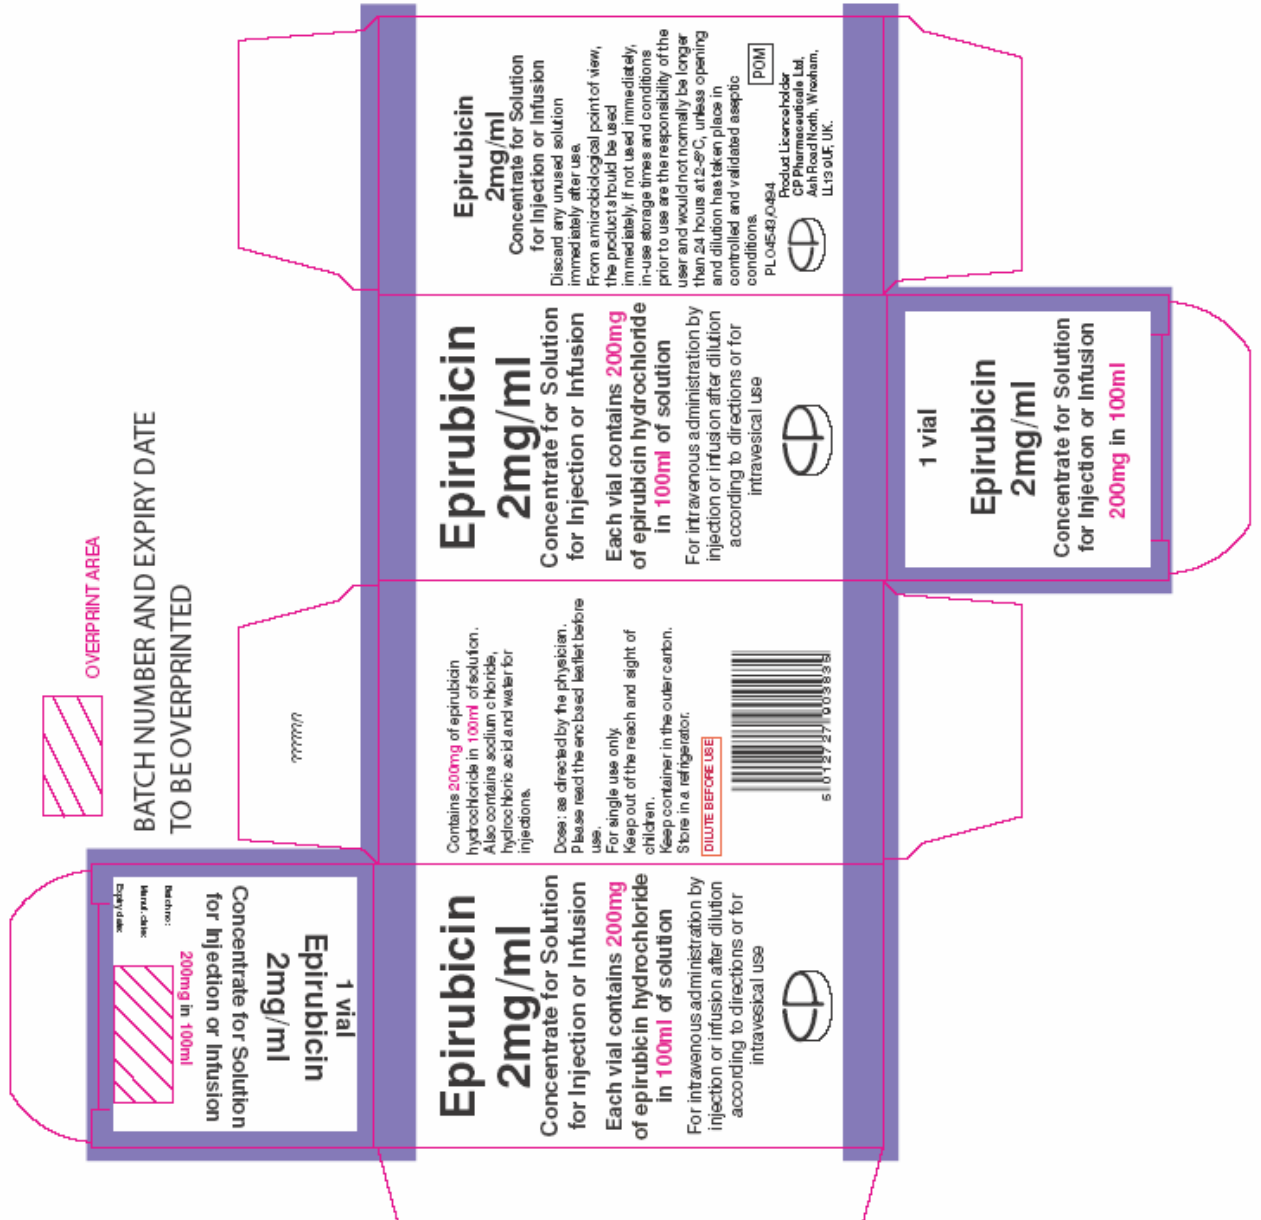 OVERPRINT AREA
BATCH NUMBER AND EXPIRY DATE
TO BE OVERPRINTED
Epirubicin
2mg/ml
Concentrate for Solution
for Injection or Infusion
Discard any unused solution
immediately after use.
From a microbiological point of view,
the product should be used
immediately. If not used immediately,
in-use storage times and conditions
prior to use are the responsibility of the
user and would not normally be longer
than 24 hours at 2-8°C, unless opening
and dilution has taken place in
controlled and validated aseptic
conditions.
PL04543/0494
POM
Product Licence holder
CP Pharmaceuticals Ltd,
Ash Road North, Wrexham,
LL13 9UF, UK.
Epirubicin
2mg/ml
Concentrate for Solution
for Injection or Infusion
Each vial contains 200mg
of epirubicin hydrochloride
in 100ml of solution
For intravenous administration by
injection or infusion after dilution
according to directions or for
intravesical use
1 vial
Epirubicin
2mg/ml
Concentrate for Solution
for Injection or Infusion
200mg in 100ml
Contains 200mg of epirubicin
hydrochloride in 100ml of solution.
Also contains sodium chloride,
hydrochloric acid and water for
injections.
Dose: as directed by the physician.
Please read the enclosed leaflet before
use.
For single use only.
Keep out of the reach and sight of
children.
Keep container in the outer carton.
Store in a refrigerator.
DILUTE BEFORE USE
5 012727 903835
1 vial
Epirubicin
2mg/ml
Concentrate for Solution
for Injection or Infusion
200mg in 100ml
Batch no:
Manuf. date:
Expiry date:
Epirubicin
2mg/ml
Concentrate for Solution
for Injection or Infusion
Each vial contains 200mg
of epirubicin hydrochloride
in 100ml of solution
For intravenous administration by
injection or infusion after dilution
according to directions or for
intravesical use